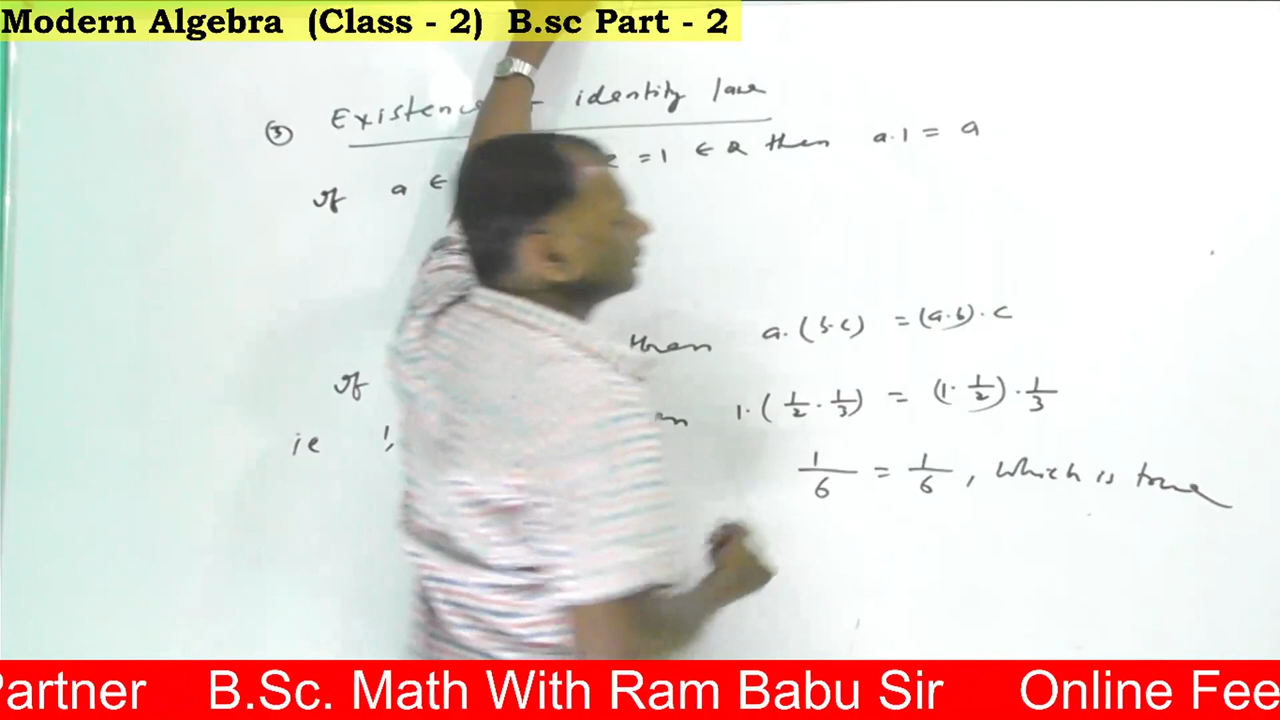 Modern Algebra (Class - 2) B.sc Part - 2
③ Existence identity law
If a ∈ = 1 ∈ Q then a.1 = a
If then a.(b.c) = (a.b).c
ie 1, 1.(1/2 . 1/3) = (1. 1/2) . 1/3
1/6 = 1/6, which is true
Partner B.Sc. Math With Ram Babu Sir Online Fee